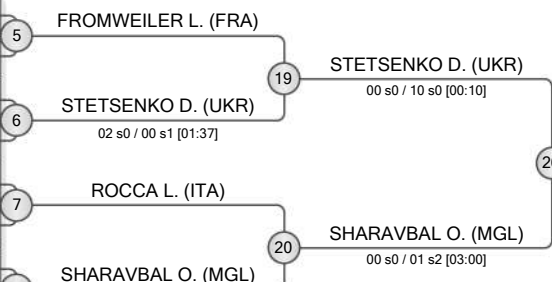 FROMWEILER L. (FRA)
5
19
STETSENKO D. (UKR)
00 s0 / 10 s0 [00:10]
STETSENKO D. (UKR)
6
02 s0 / 00 s1 [01:37]
ROCCA L. (ITA)
7
20
SHARAVBAL O. (MGL)
00 s0 / 01 s2 [03:00]
SHARAVBAL O. (MGL)